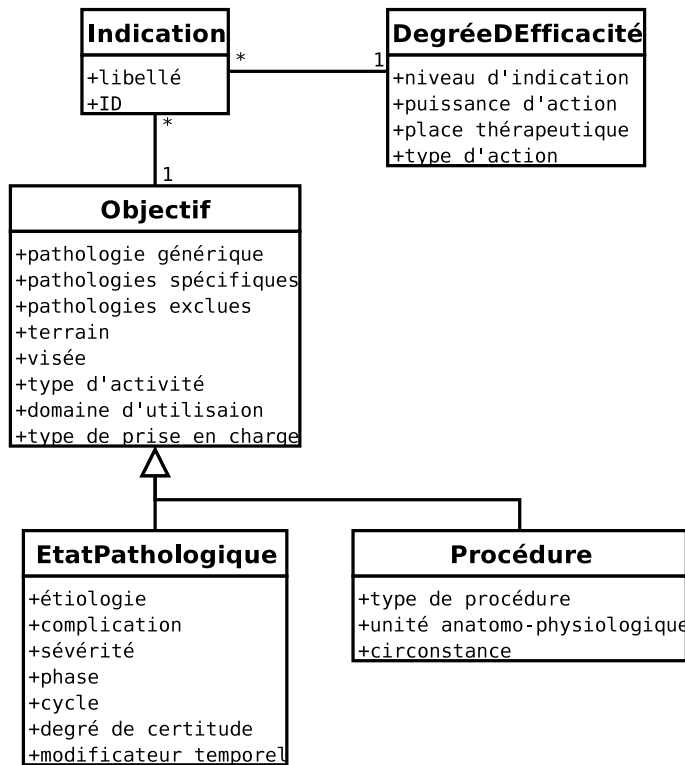 Indication
+libellé
+ID
*
1
DegréeDEfficacité
+niveau d'indication
+puissance d'action
+place thérapeutique
+type d'action
*
1
Objectif
+pathologie générique
+pathologies spécifiques
+pathologies exclues
+terrain
+visée
+type d'activité
+domaine d'utilisaion
+type de prise en charge
EtatPathologique
+étiologie
+complication
+sévérité
+phase
+cycle
+degré de certitude
+modificateur temporel
Procédure
+type de procédure
+unité anatomo-physiologique
+circonstance